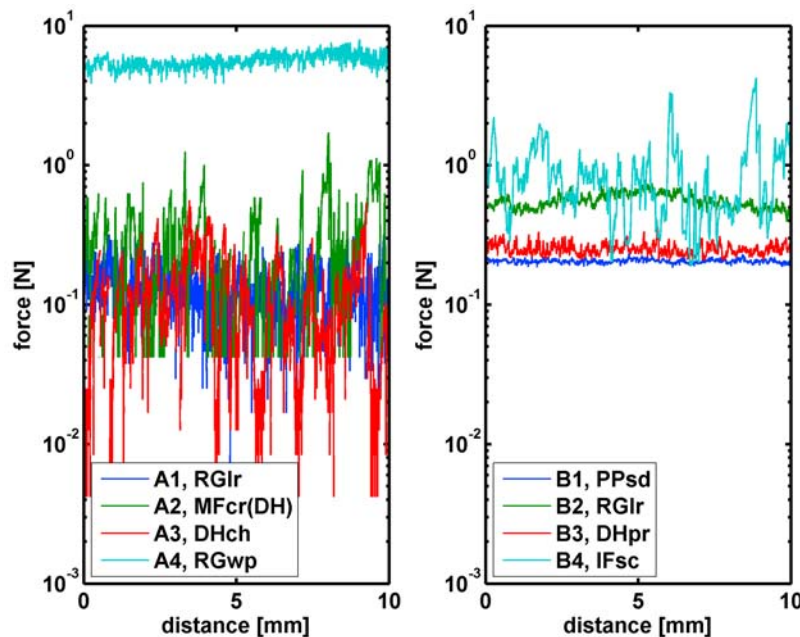 10¹
10⁰
10⁻¹
10⁻²
10⁻³
force [N]
0
5
10
distance [mm]
A1, RGlr
A2, MFcr(DH)
A3, DHch
A4, RGwp
10¹
10⁰
10⁻¹
10⁻²
10⁻³
force [N]
0
5
10
distance [mm]
B1, PPsd
B2, RGlr
B3, DHpr
B4, IFsc